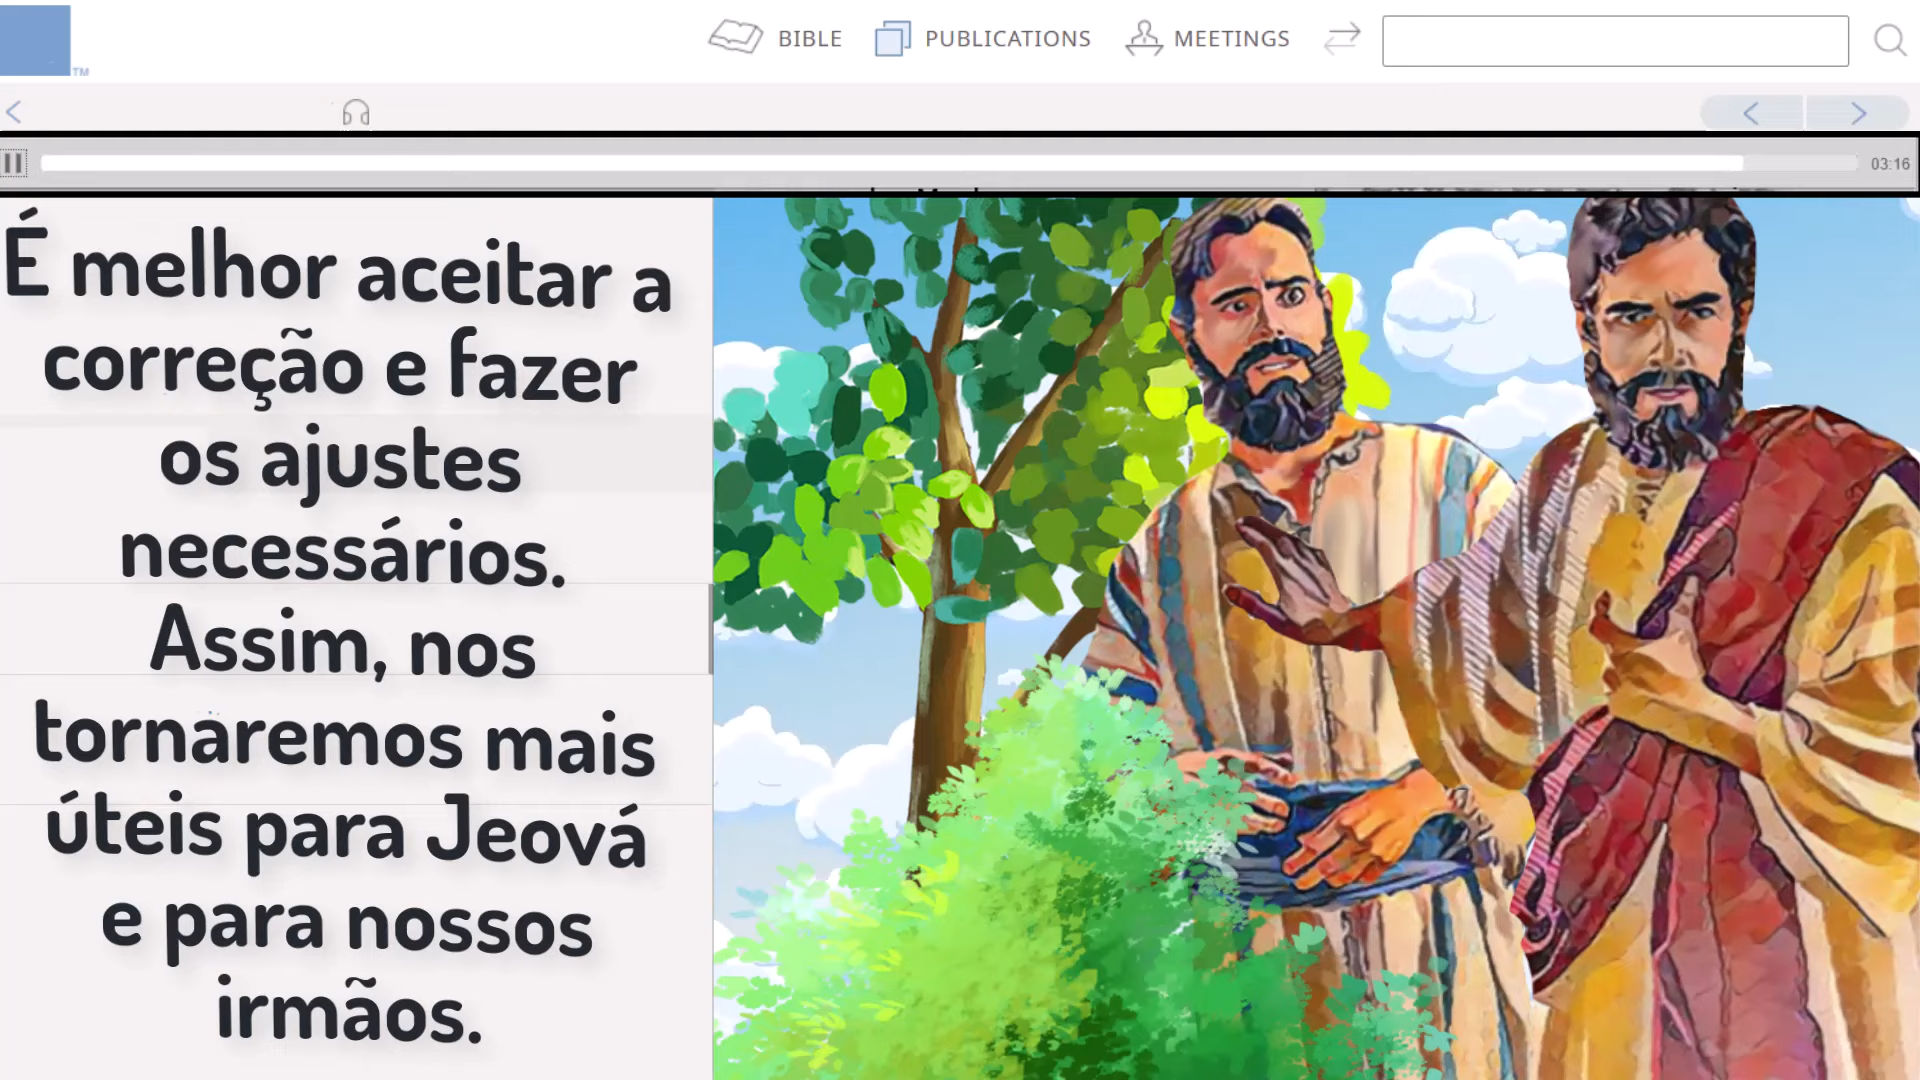 BIBLE
PUBLICATIONS
MEETINGS
TM
03:16
É melhor aceitar a
correção e fazer
os ajustes
necessários.
Assim, nos
tornaremos mais
úteis para Jeová
e para nossos
irmãos.